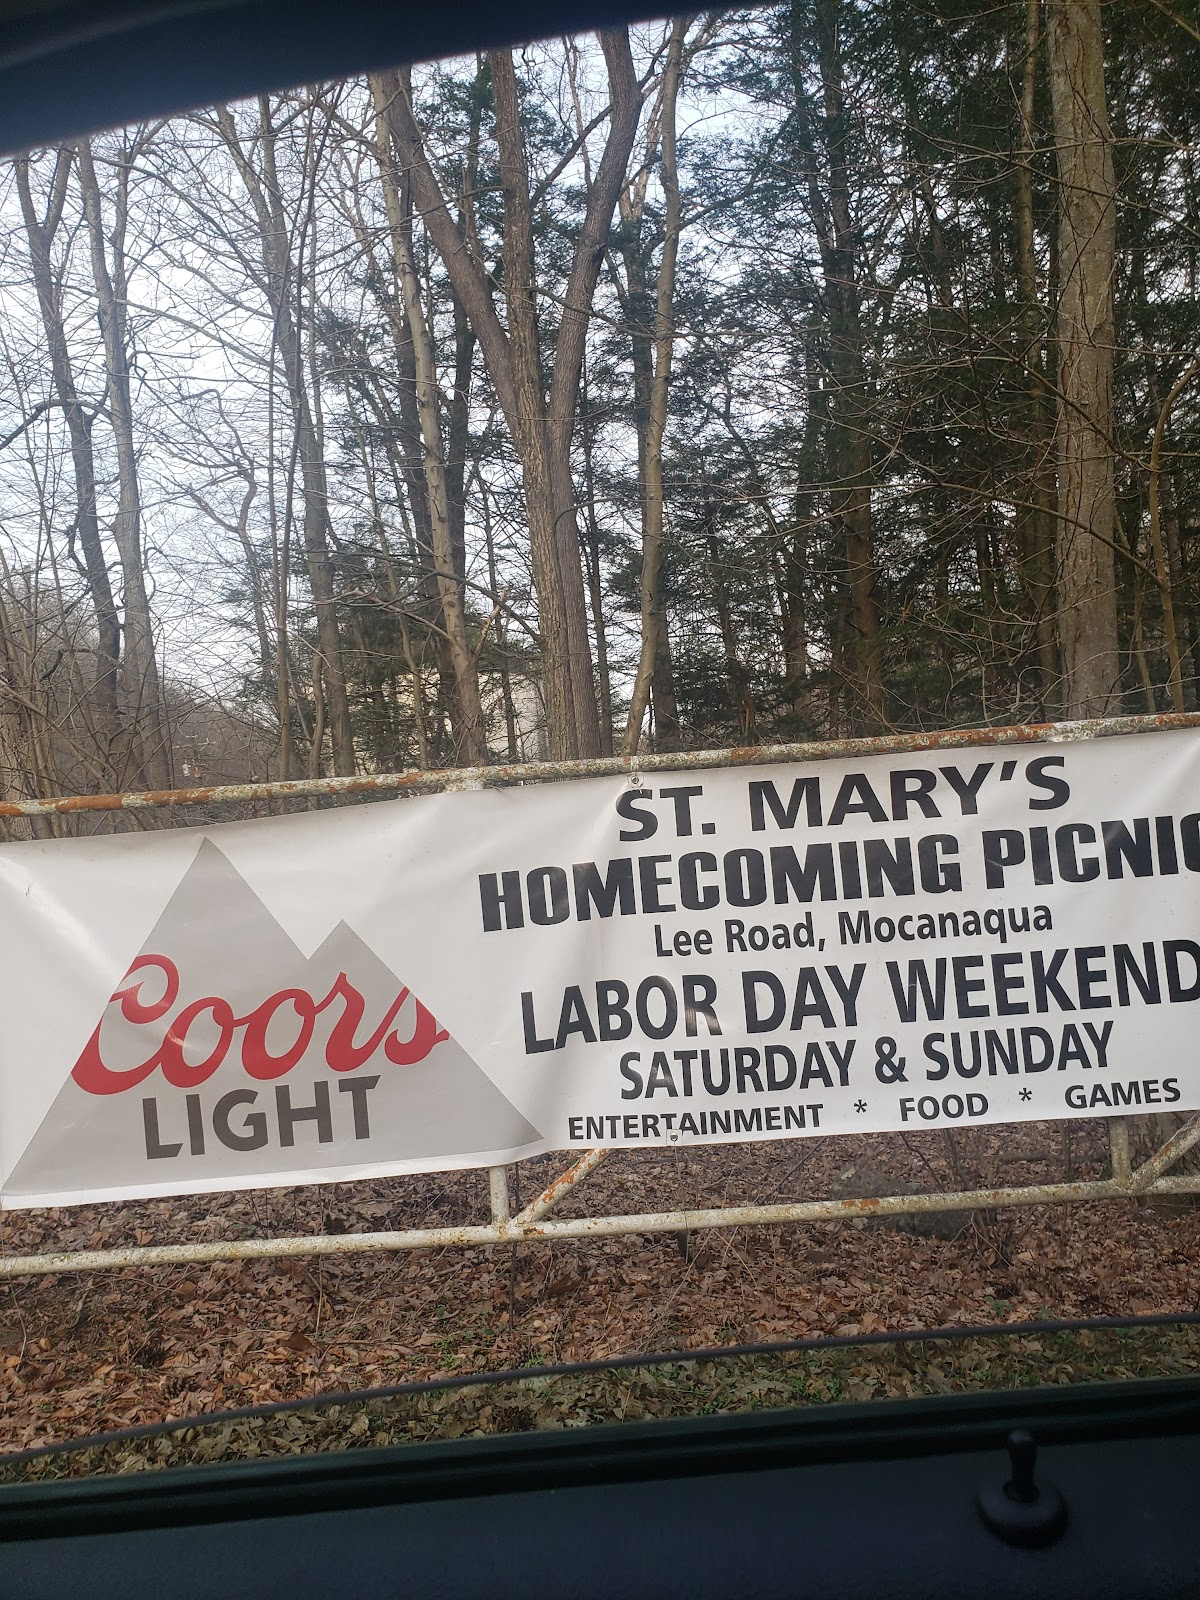 Coors
LIGHT
ST. MARY'S
HOMECOMING PICNIC
Lee Road, Mocanaqua
LABOR DAY WEEKEND
SATURDAY & SUNDAY
ENTERTAINMENT * FOOD * GAMES